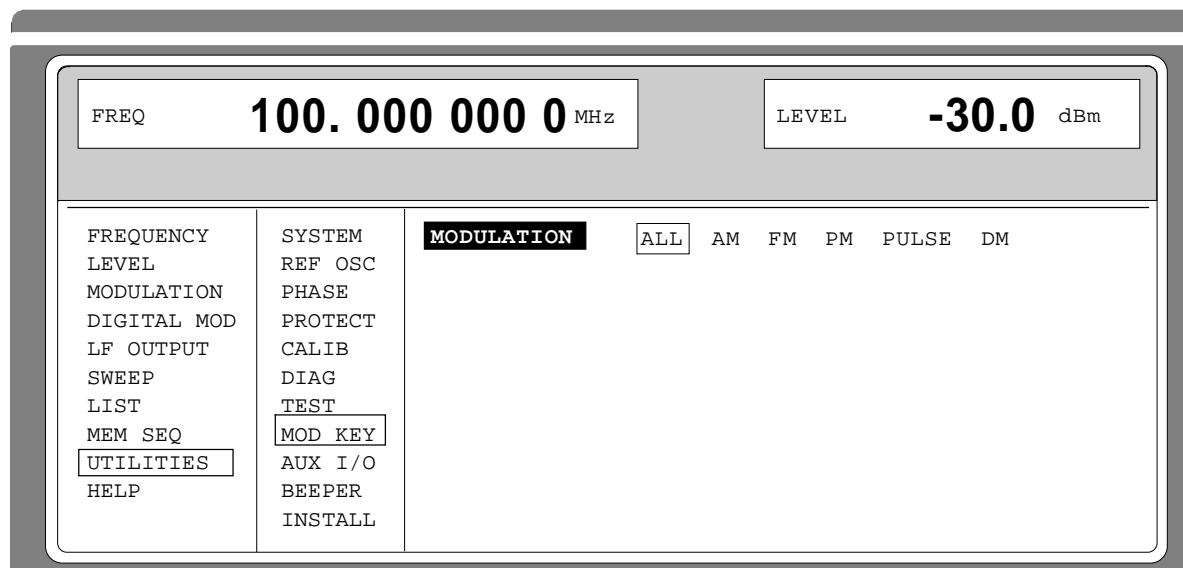 FREQ 100. 000 000 0 MHz LEVEL -30.0 dBm
FREQUENCY SYSTEM MODULATION ALL AM FM PM PULSE DM
LEVEL REF OSC
MODULATION PHASE
DIGITAL MOD PROTECT
LF OUTPUT CALIB
SWEEP DIAG
LIST TEST
MEM SEQ MOD KEY
UTILITIES AUX I/O
HELP BEEPER
INSTALL